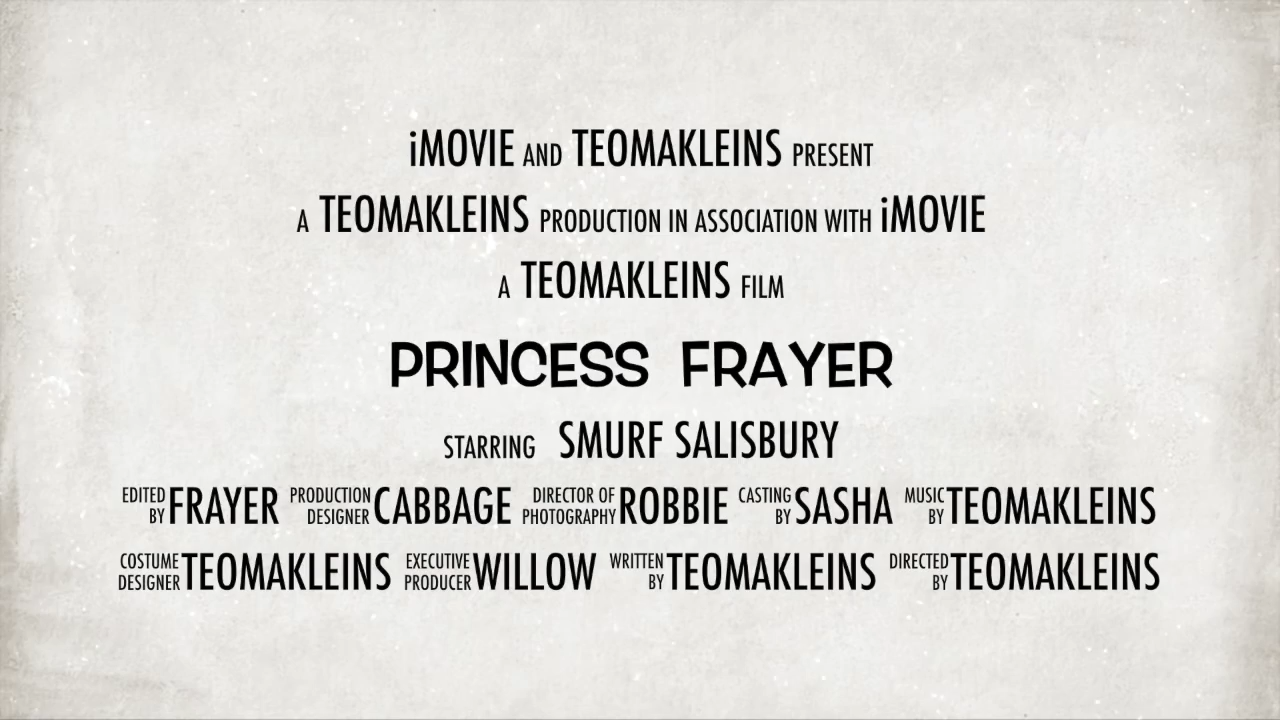 iMOVIE AND TEOMAKLEINS PRESENT
A TEOMAKLEINS PRODUCTION IN ASSOCIATION WITH iMOVIE
A TEOMAKLEINS FILM
PRINCESS FRAYER
STARRING SMURF SALISBURY
EDITED BY FRAYER PRODUCTION DESIGNER CABBAGE DIRECTOR OF PHOTOGRAPHY ROBBIE CASTING BY SASHA MUSIC BY TEOMAKLEINS
COSTUME DESIGNER TEOMAKLEINS EXECUTIVE PRODUCER WILLOW WRITTEN BY TEOMAKLEINS DIRECTED BY TEOMAKLEINS